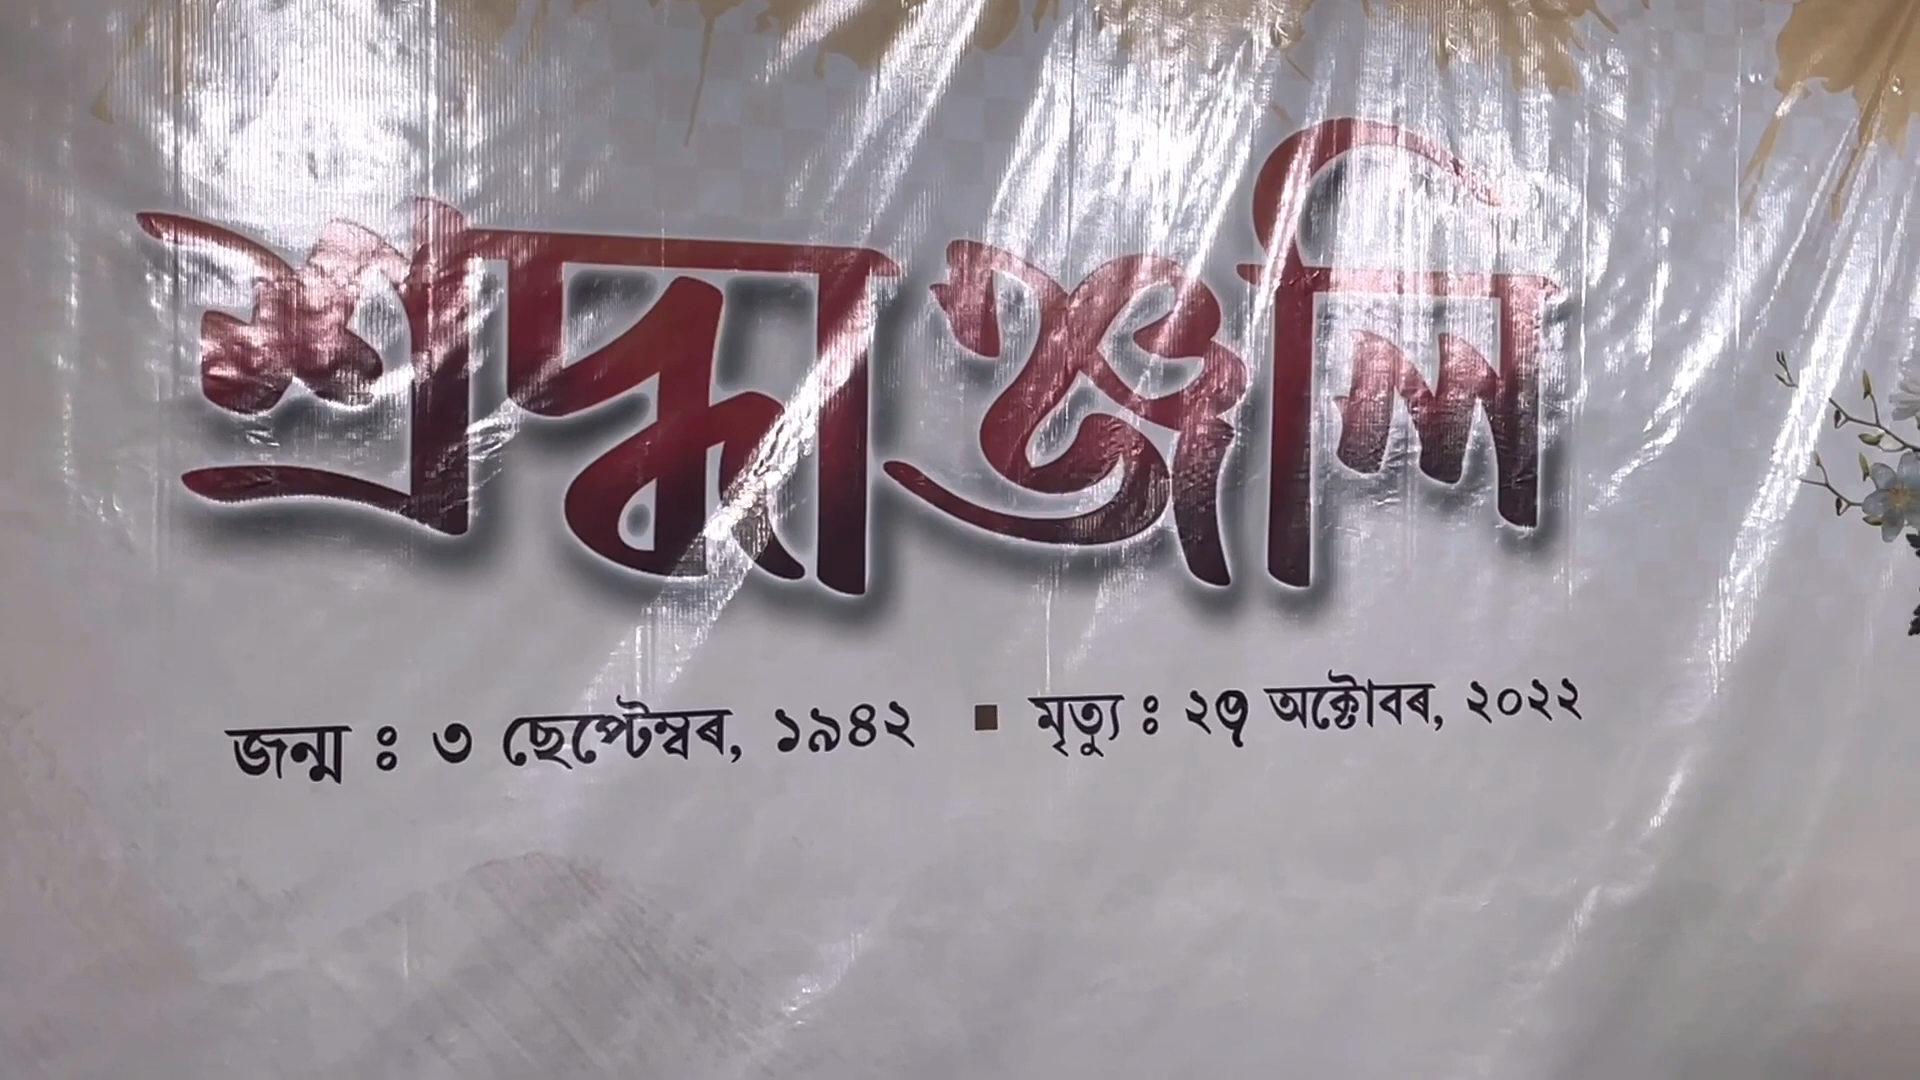 শ্ৰদ্ধাঞ্জলি
জন্ম : ৩ ছেপ্টেম্বৰ, ১৯৪২ ▪ মৃত্যু : ২৭ অক্টোবৰ, ২০২২